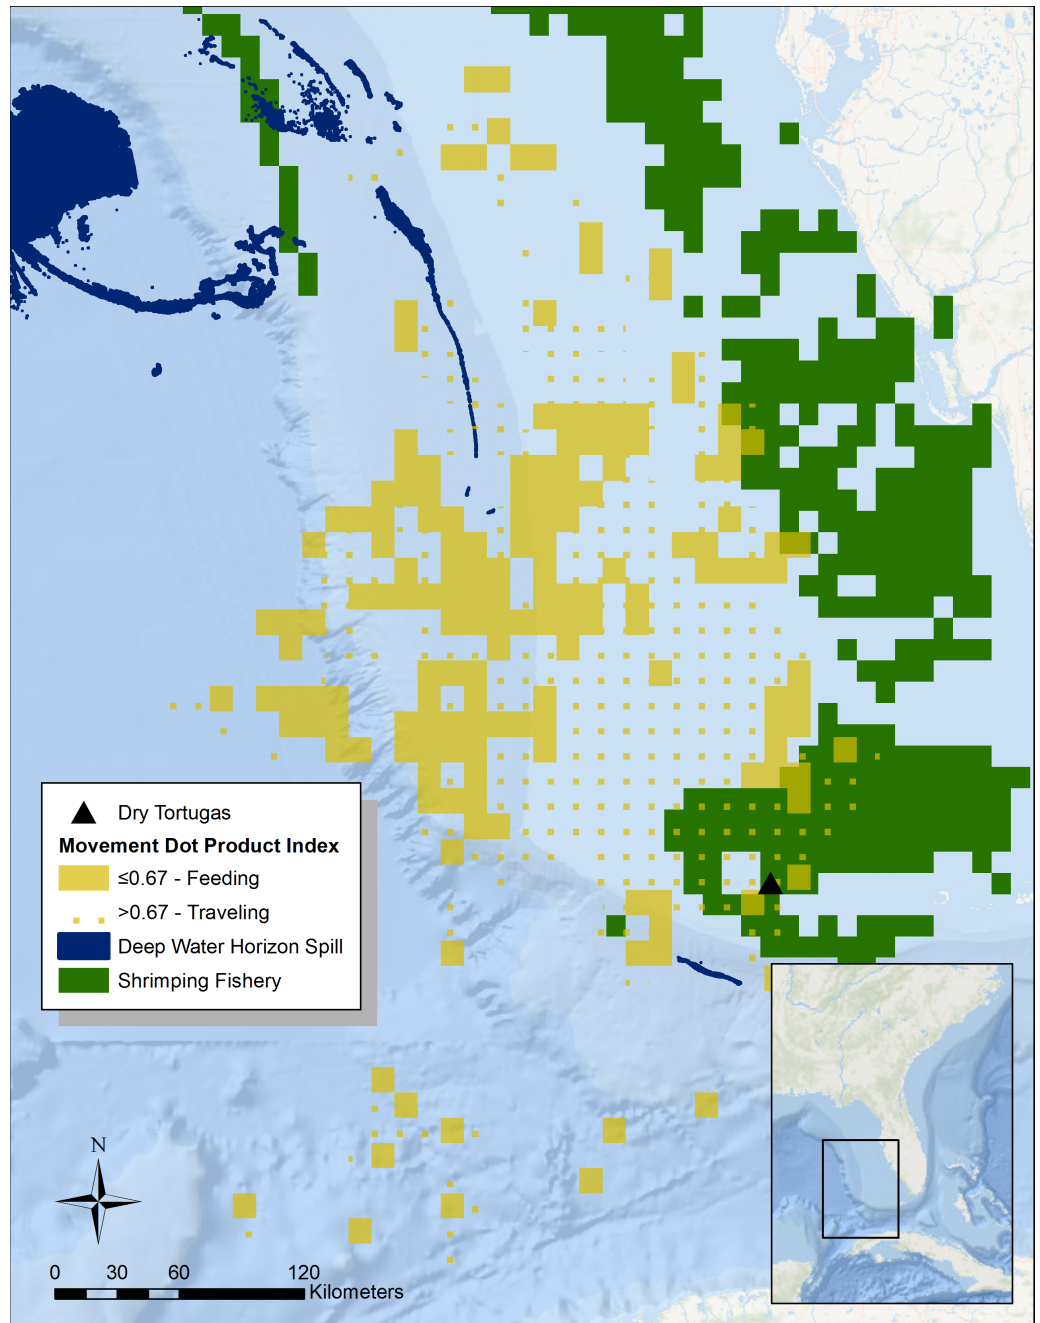 Dry Tortugas
Movement Dot Product Index
≤0.67 - Feeding
>0.67 - Traveling
Deep Water Horizon Spill
Shrimping Fishery
N
0 30 60 120
Kilometers